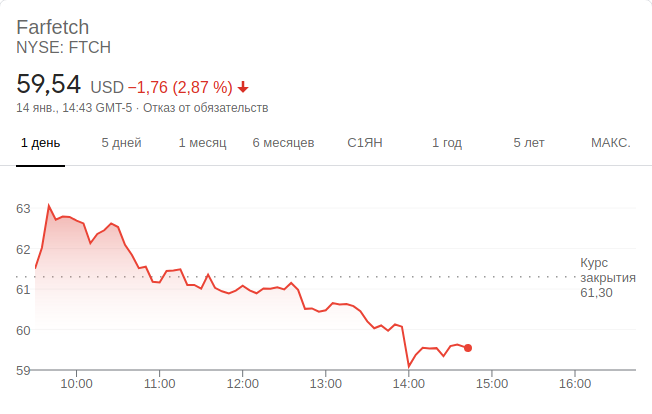 Farfetch
NYSE: FTCH
59,54 USD −1,76 (2,87 %)
14 янв., 14:43 GMT-5 · Отказ от обязательств
1 день 5 дней 1 месяц 6 месяцев С1ЯН 1 год 5 лет МАКС.
63
62
61
60
59
Курс
закрытия
61,30
10:00 11:00 12:00 13:00 14:00 15:00 16:00